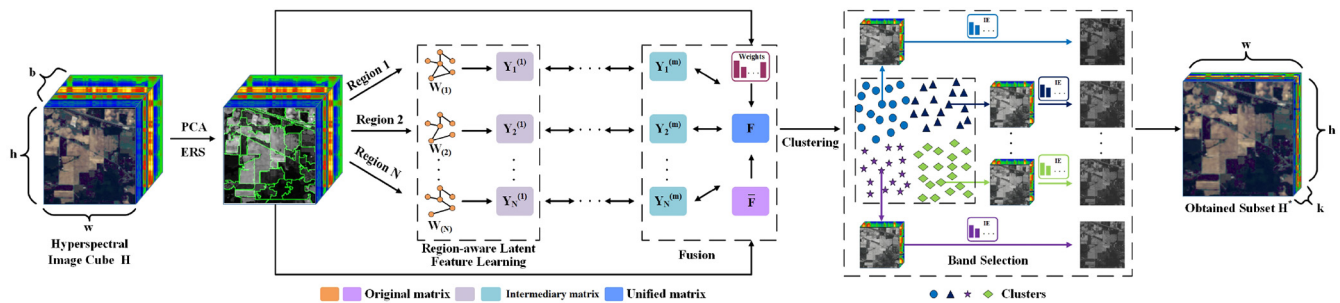 b
h
w
Hyperspectral
Image Cube H
PCA
ERS
Region 1
Region 2
Region N
W(1)
W(2)
W(N)
Y1(1)
Y2(1)
YN(1)
Region-aware Latent
Feature Learning
Y1(m)
Y2(m)
YN(m)
Weights
F
F̅
Fusion
Clustering
IE
IE
IE
IE
Band Selection
w
h
k
Obtained Subset H*
Original matrix
Intermediary matrix
Unified matrix
Clusters